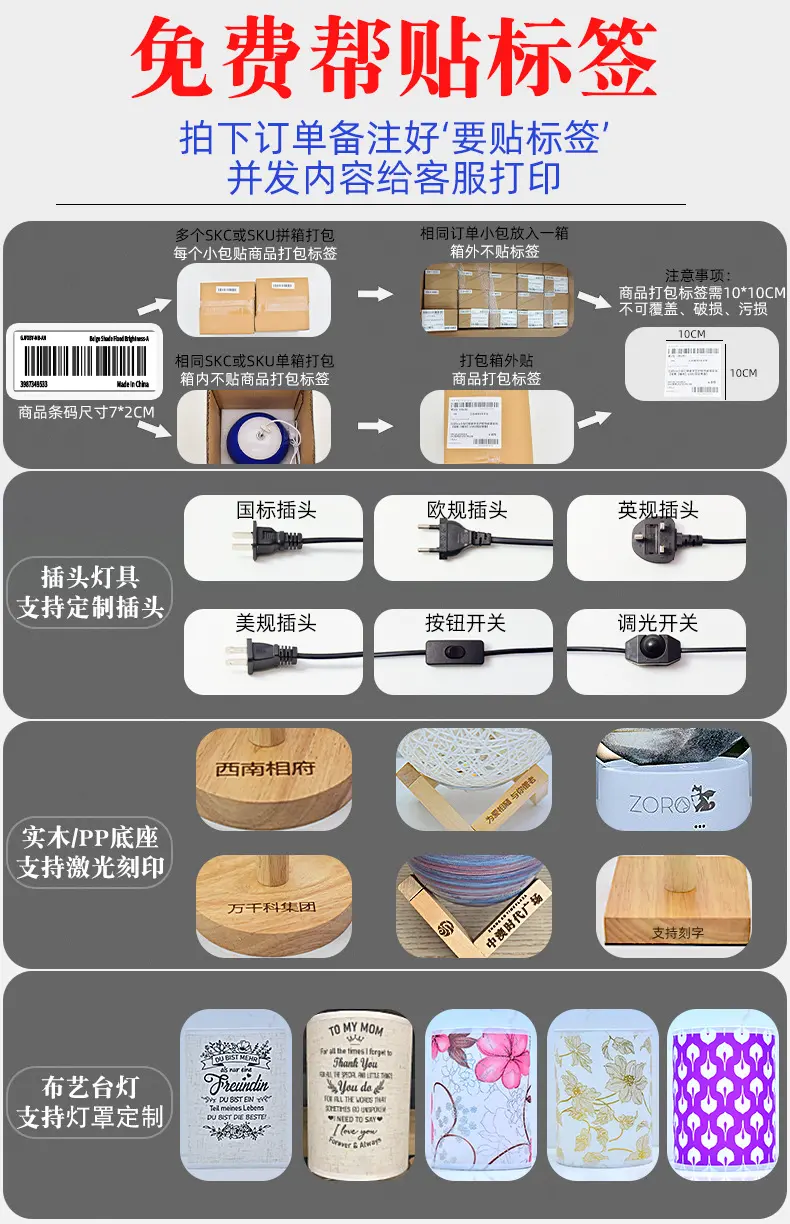 免费帮贴标签
拍下订单备注好‘要贴标签’
并发内容给客服打印
多个SKC或SKU拼箱打包
每个小包贴商品打包标签
相同订单小包放入一箱
箱外不贴标签
注意事项：
商品打包标签需10*10CM
不可覆盖、破损、污损
10CM
10CM
Beige Shade Fixed Brightness-A
3987349533
Made In China
商品条码尺寸7*2CM
相同SKC或SKU单箱打包
箱内不贴商品打包标签
打包箱外贴
商品打包标签
插头灯具
支持定制插头
国标插头
欧规插头
英规插头
美规插头
按钮开关
调光开关
实木/PP底座
支持激光刻印
西南相府
为爱相随 与你偕老
ZORO
万千科集团
中澳时代广场
支持刻字
布艺台灯
支持灯罩定制
DU BIST MEHR
als nur eine
Freundin
DU BIST EIN
Teil meines Lebens
DU BIST DIE BESTE!
TO MY MOM
For all the times I forget to
Thank You
FOR ALL THE SPECIAL AND LITTLE THINGS
You do
FOR ALL THE WORDS THAT
SOMETIMES GO UNSPOKEN
I NEED TO SAY
I love you
Forever & Always